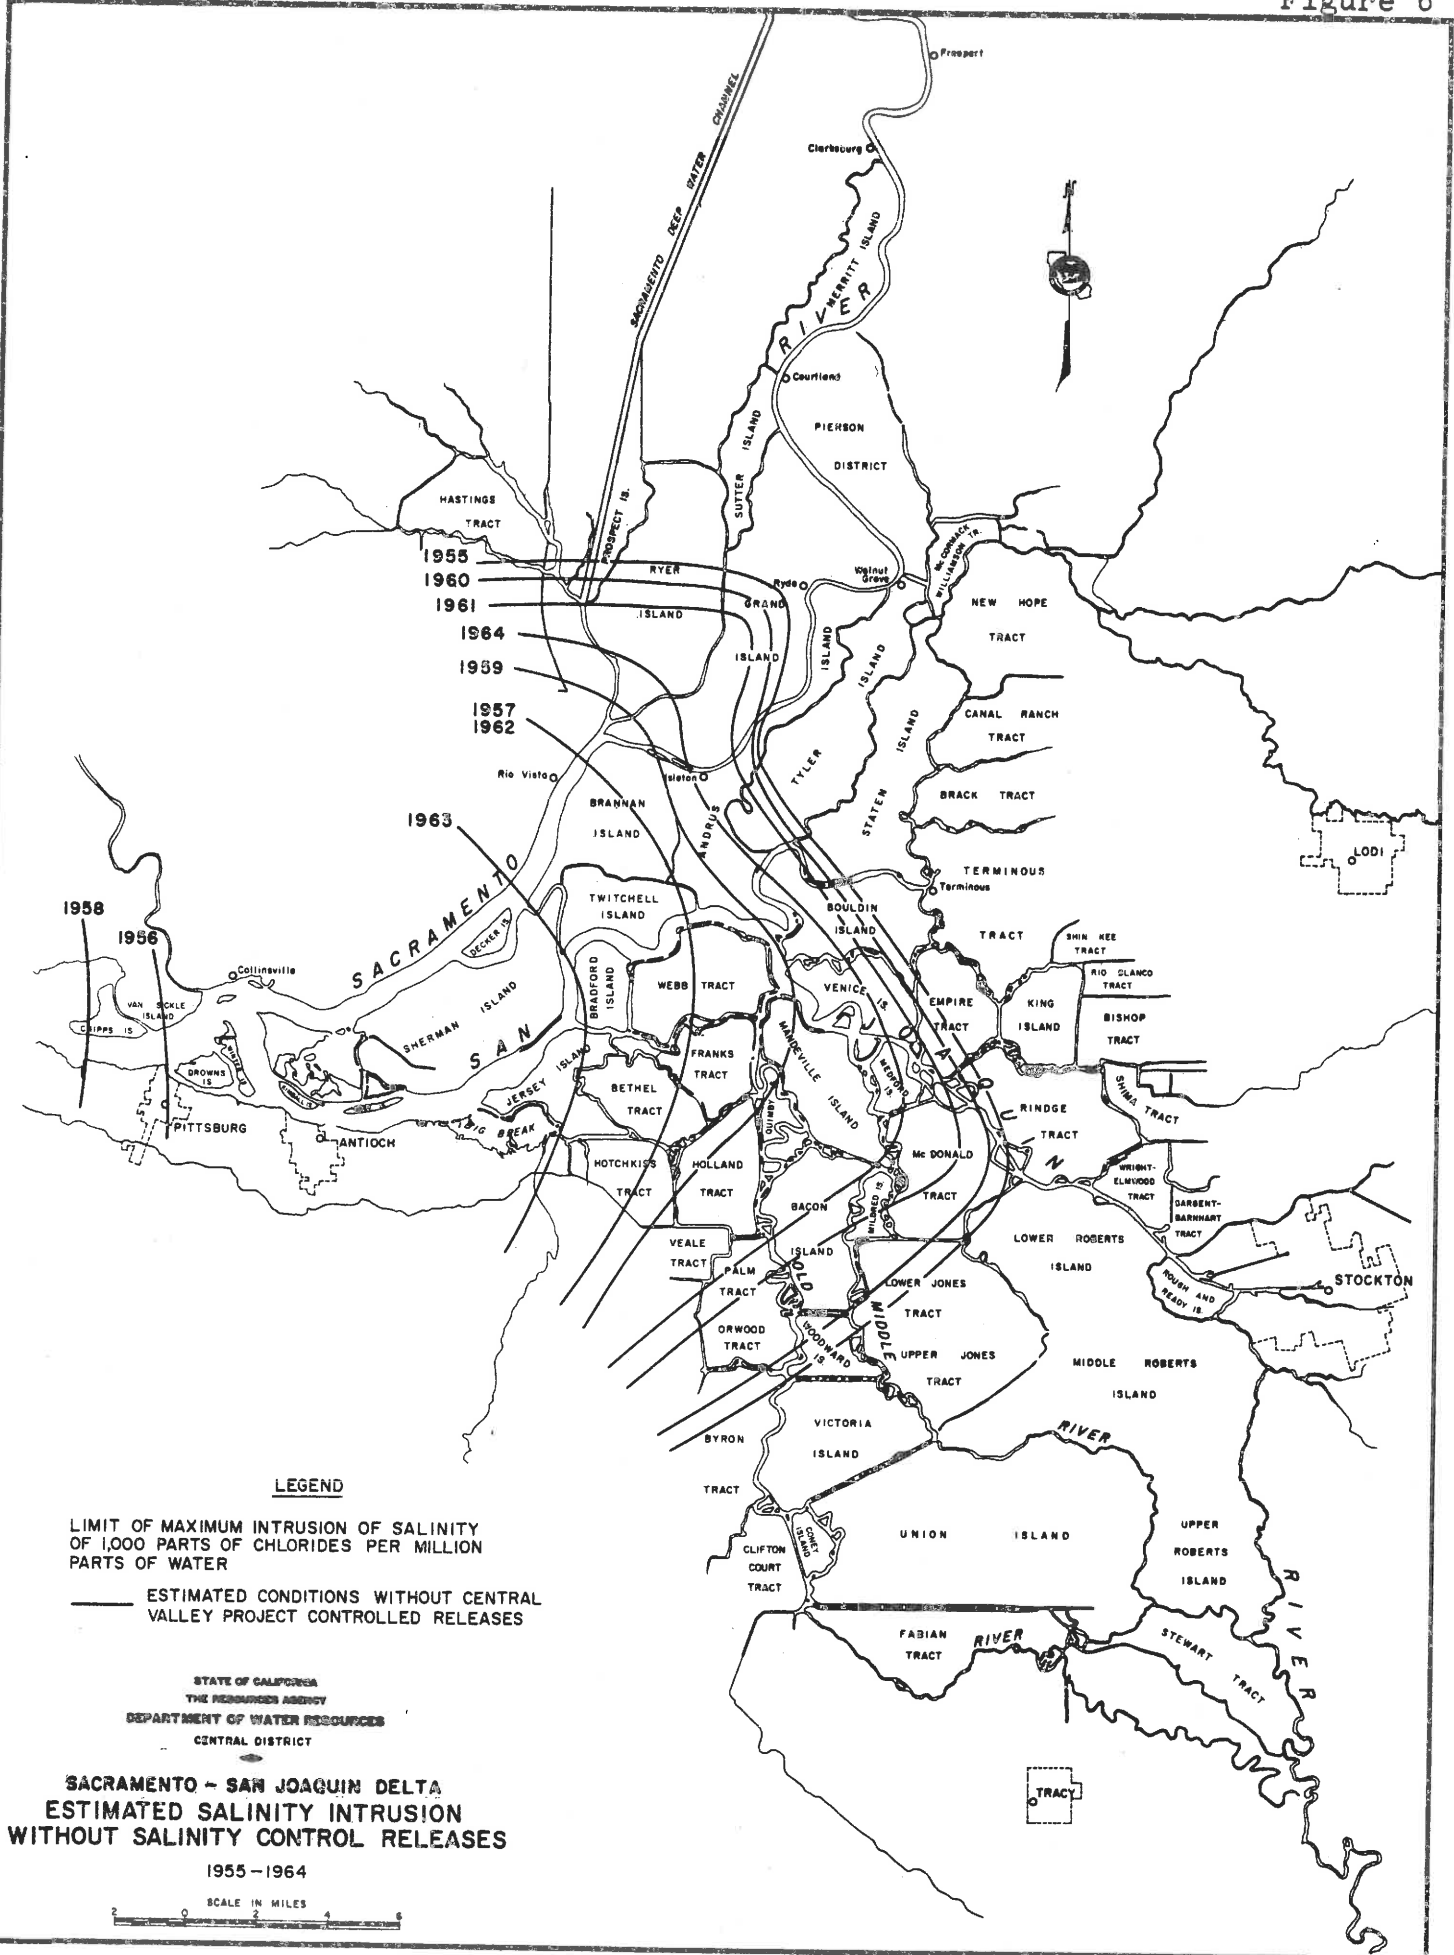 Figure 6
Freeport
Clarksburg
SACRAMENTO DEEP WATER CHANNEL
MERRITT ISLAND
RIVER
Courtland
SUTTER ISLAND
PIERSON
DISTRICT
HASTINGS
TRACT
PROSPECT IS.
McCORMACK
WILLIAMSON TR.
1955
1960
1961
1964
1959
1957
1962
1963
1958
1956
RYER
ISLAND
Ryde
Walnut
Grove
GRAND
ISLAND
ISLAND
TYLER
ISLAND
STATEN
ISLAND
NEW HOPE
TRACT
CANAL RANCH
TRACT
BRACK TRACT
Rio Vista
Isleton
BRANNAN
ISLAND
ANDRUS
LODI
TERMINOUS
Terminous
TRACT
TWITCHELL
ISLAND
BOULDIN
ISLAND
SACRAMENTO
DECKER IS.
Collinsville
VAN SICKLE
ISLAND
CHIPPS IS
SHERMAN ISLAND
SAN
BRADFORD
ISLAND
WEBB TRACT
VENICE IS.
EMPIRE
TRACT
KING
ISLAND
SHIN KEE
TRACT
RIO BLANCO
TRACT
BISHOP
TRACT
SHIMA TRACT
BROWNS
IS
PITTSBURG
ANTIOCH
BIG BREAK
JERSEY ISLAND
BETHEL
TRACT
FRANKS
TRACT
MANDEVILLE
ISLAND
QUIMBY
MEDFORD
IS.
JOAQUIN
RINDGE
TRACT
WRIGHT-
ELMWOOD
TRACT
SARGENT-
BARNHART
TRACT
HOTCHKISS
TRACT
HOLLAND
TRACT
BACON
ISLAND
MILDRED IS.
Mc DONALD
TRACT
VEALE
TRACT
PALM
TRACT
OLD
ORWOOD
TRACT
WOODWARD
IS.
MIDDLE
LOWER JONES
TRACT
UPPER JONES
TRACT
LOWER ROBERTS
ISLAND
ROUGH AND
READY IS.
STOCKTON
MIDDLE ROBERTS
ISLAND
BYRON
TRACT
VICTORIA
ISLAND
RIVER
UNION ISLAND
UPPER
ROBERTS
ISLAND
CLIFTON
COURT
TRACT
CONEY
ISLAND
FABIAN
TRACT
RIVER
STEWART TRACT
RIVER
TRACY
LEGEND
LIMIT OF MAXIMUM INTRUSION OF SALINITY
OF 1,000 PARTS OF CHLORIDES PER MILLION
PARTS OF WATER
ESTIMATED CONDITIONS WITHOUT CENTRAL
VALLEY PROJECT CONTROLLED RELEASES
STATE OF CALIFORNIA
THE RESOURCES AGENCY
DEPARTMENT OF WATER RESOURCES
CENTRAL DISTRICT
SACRAMENTO - SAN JOAQUIN DELTA
ESTIMATED SALINITY INTRUSION
WITHOUT SALINITY CONTROL RELEASES
1955-1964
SCALE IN MILES
2 0 2 4 6